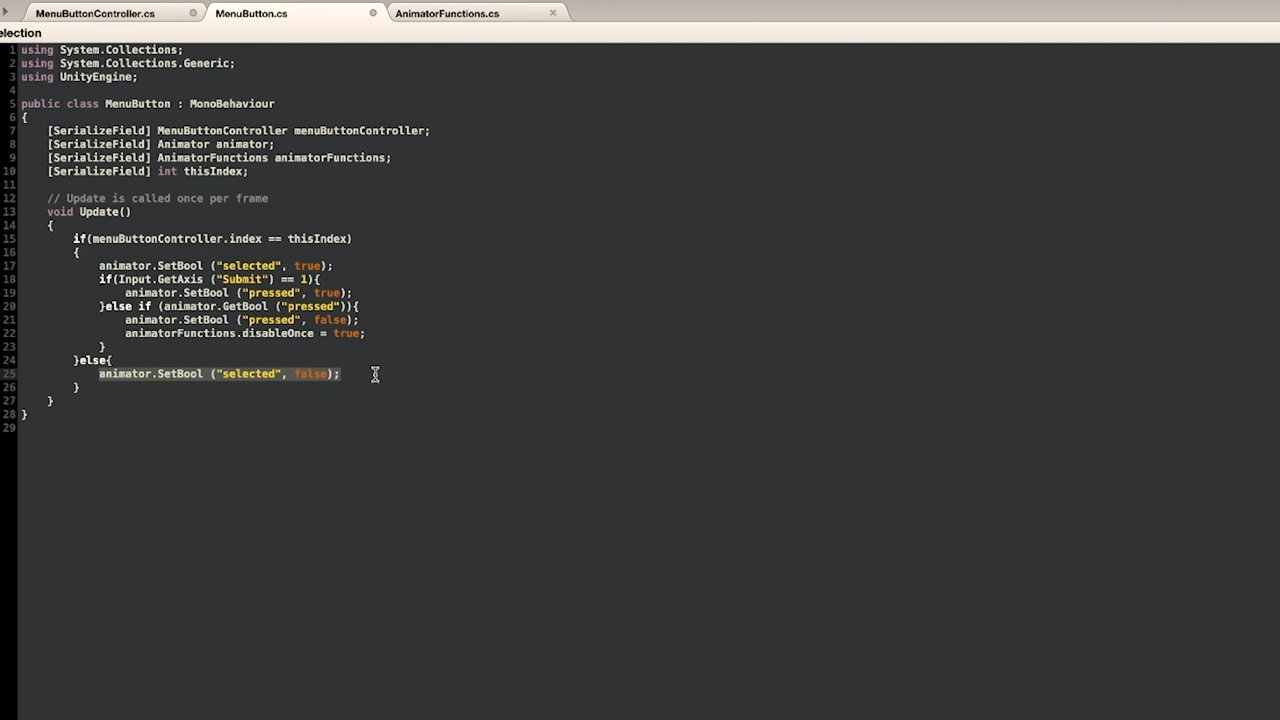 MenuButtonController.cs MenuButton.cs AnimatorFunctions.cs
election
1 using System.Collections;
2 using System.Collections.Generic;
3 using UnityEngine;
4
5 public class MenuButton : MonoBehaviour
6 {
7 [SerializeField] MenuButtonController menuButtonController;
8 [SerializeField] Animator animator;
9 [SerializeField] AnimatorFunctions animatorFunctions;
10 [SerializeField] int thisIndex;
11
12 // Update is called once per frame
13 void Update()
14 {
15 if(menuButtonController.index == thisIndex)
16 {
17 animator.SetBool ("selected", true);
18 if(Input.GetAxis ("Submit") == 1){
19 animator.SetBool ("pressed", true);
20 }else if (animator.GetBool ("pressed")){
21 animator.SetBool ("pressed", false);
22 animatorFunctions.disableOnce = true;
23 }
24 }else{
25 animator.SetBool ("selected", false);
26 }
27 }
28 }
29